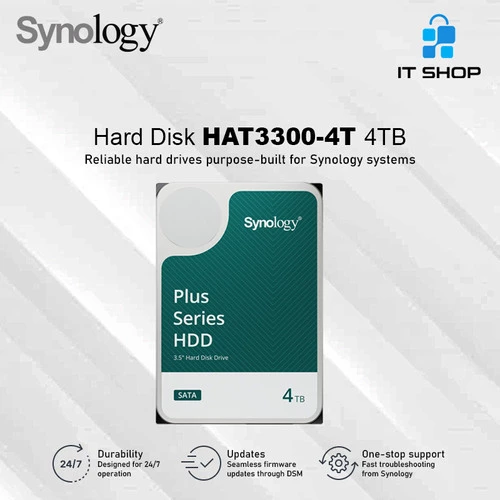 Synology®
IT SHOP
Hard Disk HAT3300-4T 4TB
Reliable hard drives purpose-built for Synology systems
Synology®
Plus
Series
HDD
3.5" Hard Disk Drive
SATA
4 TB
24/7
Durability
Designed for 24/7
operation
Updates
Seamless firmware
updates through DSM
One-stop support
Fast troubleshooting
from Synology